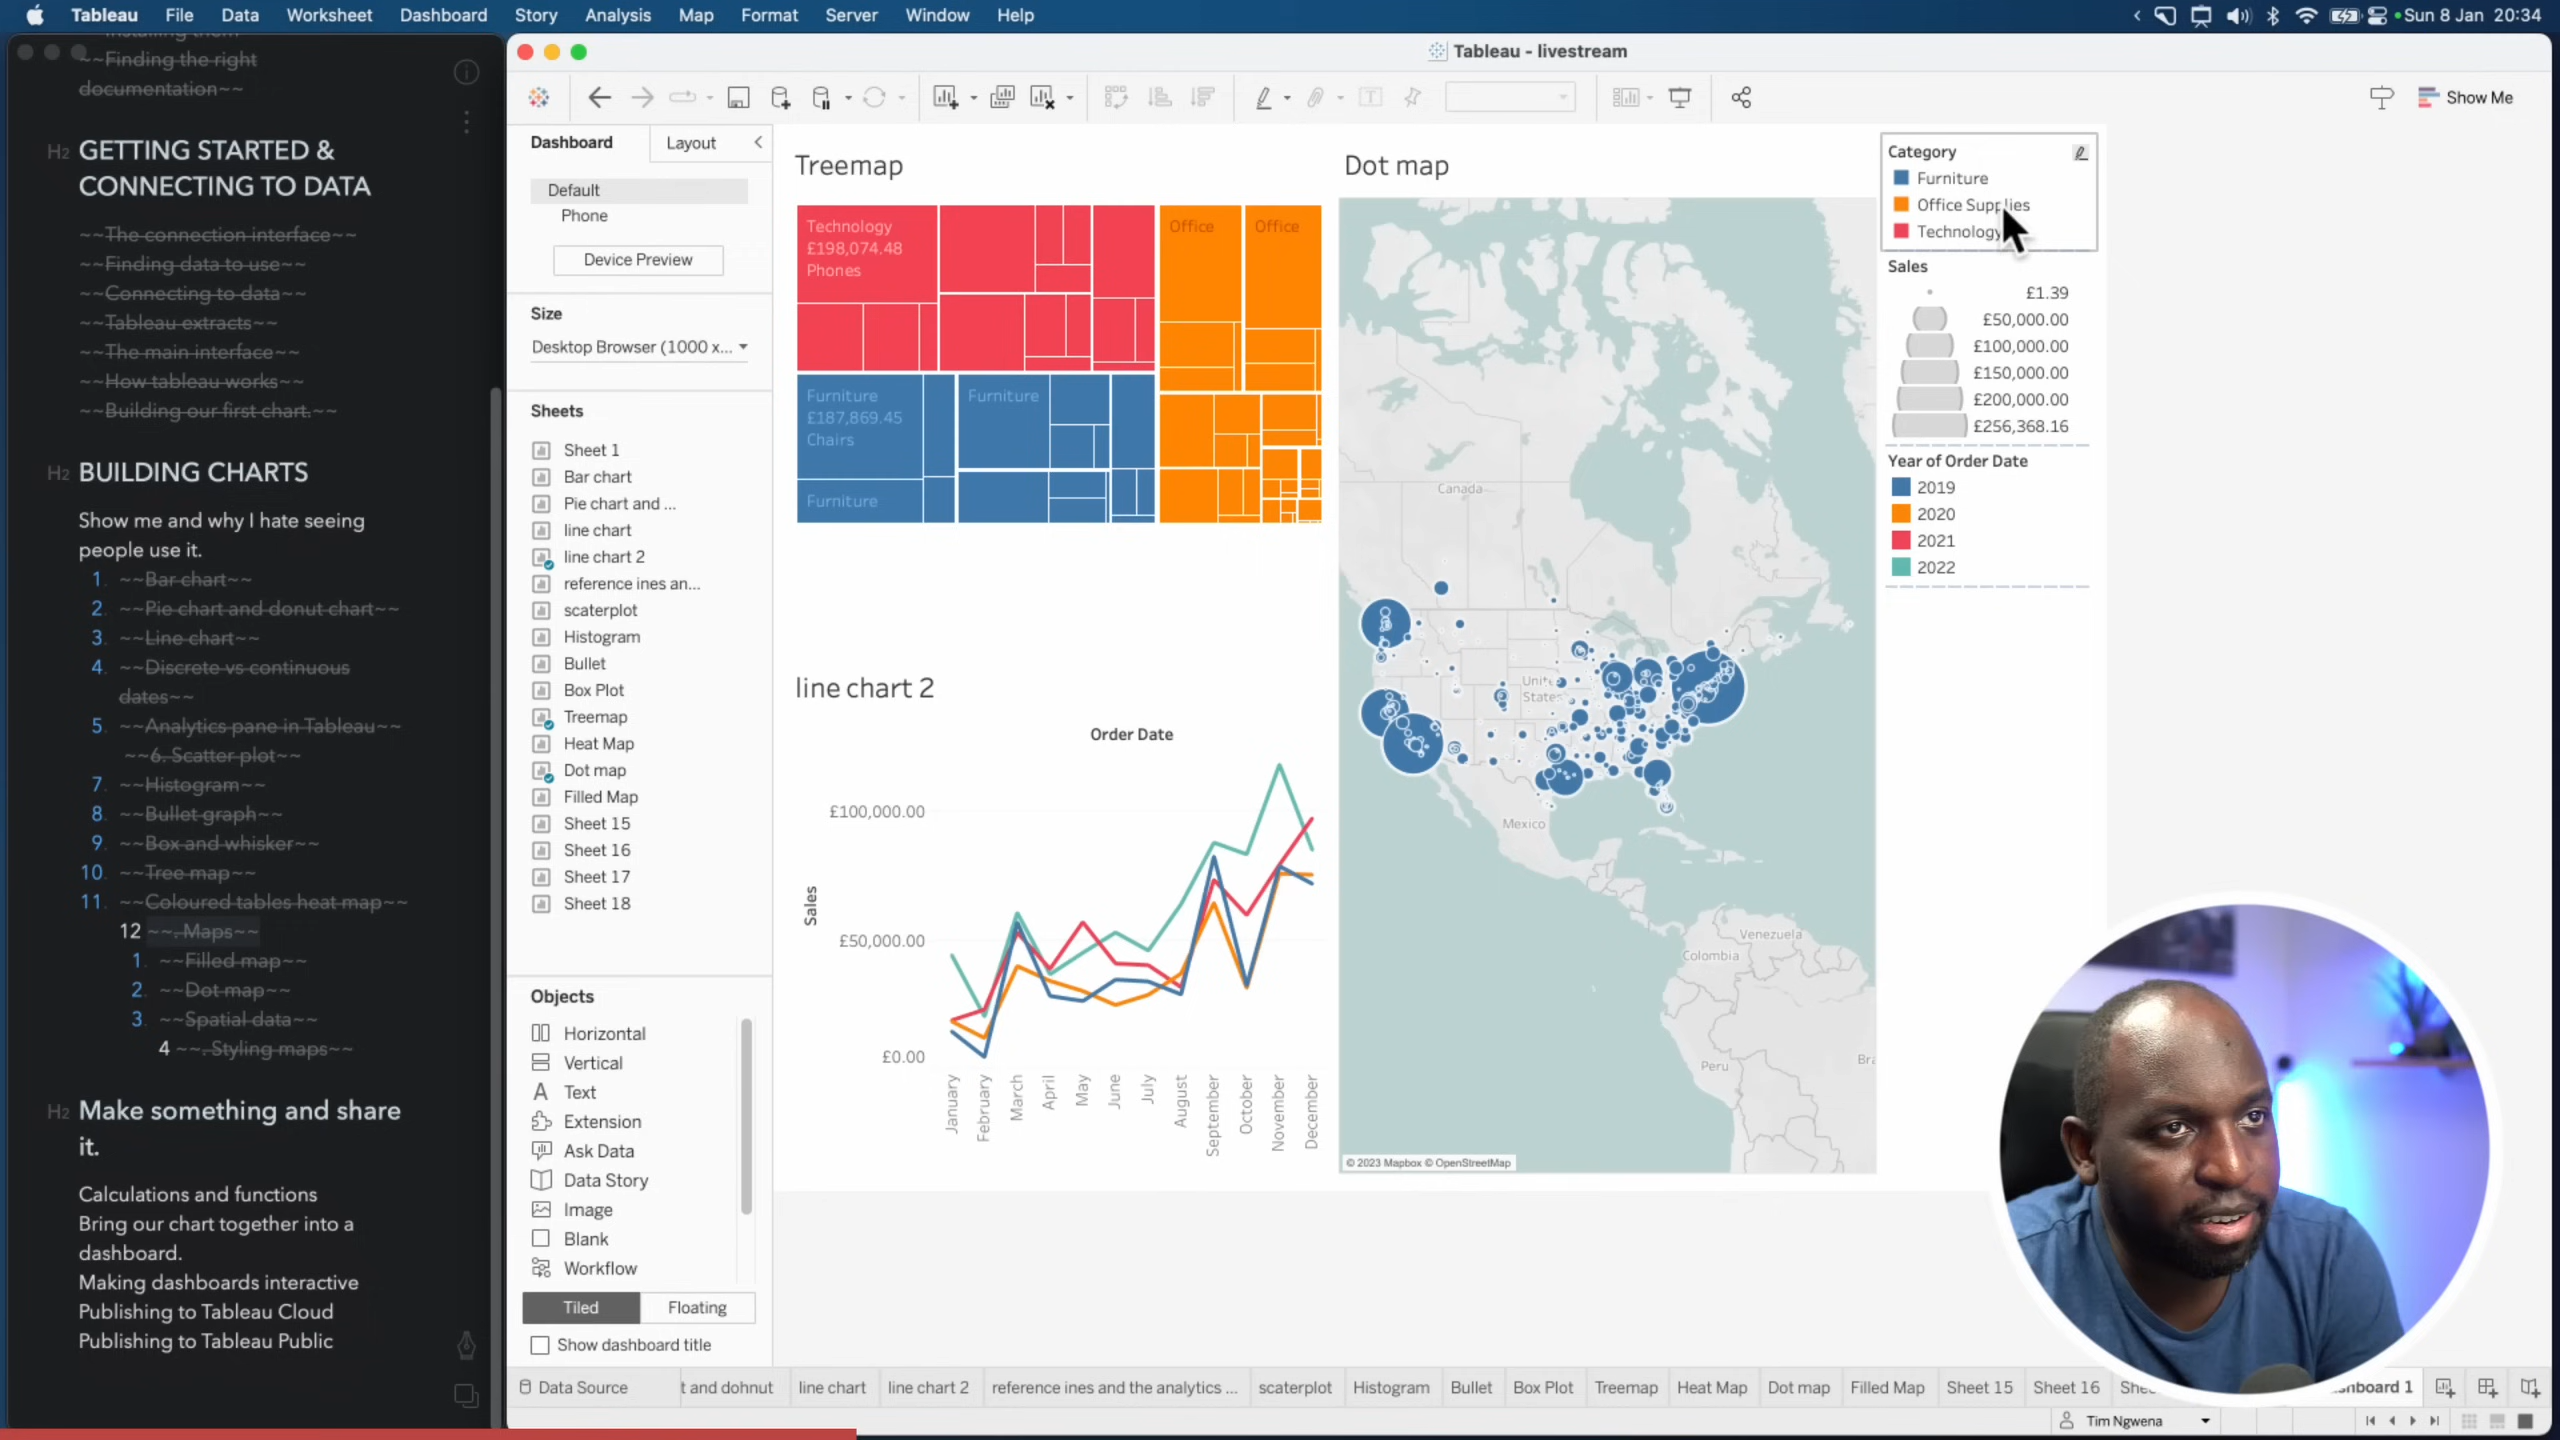 Tableau File Data Worksheet Dashboard Story Analysis Map Format Server Window Help
Sun 8 Jan 20:34
installing them
~~Finding the right
documentation~~
H2 GETTING STARTED &
CONNECTING TO DATA
~~The connection interface~~
~~Finding data to use~~
~~Connecting to data~~
~~Tableau extracts~~
~~The main interface~~
~~How tableau works~~
~~Building our first chart.~~
H2 BUILDING CHARTS
Show me and why I hate seeing
people use it.
1. ~~Bar chart~~
2. ~~Pie chart and donut chart~~
3. ~~Line chart~~
4. ~~Discrete vs continuous
dates~~
5. ~~Analytics pane in Tableau~~
~~6. Scatter plot~~
7. ~~Histogram~~
8. ~~Bullet graph~~
9. ~~Box and whisker~~
10. ~~Tree map~~
11. ~~Coloured tables heat map~~
12 ~~. Maps~~
1. ~~Filled map~~
2. ~~Dot map~~
3. ~~Spatial data~~
4 ~~. Styling maps~~
H2 Make something and share
it.
Calculations and functions
Bring our chart together into a
dashboard.
Making dashboards interactive
Publishing to Tableau Cloud
Publishing to Tableau Public
Tableau - livestream
Show Me
Dashboard Layout
Default
Phone
Device Preview
Size
Desktop Browser (1000 x...
Sheets
Sheet 1
Bar chart
Pie chart and ...
line chart
line chart 2
reference ines an...
scaterplot
Histogram
Bullet
Box Plot
Treemap
Heat Map
Dot map
Filled Map
Sheet 15
Sheet 16
Sheet 17
Sheet 18
Objects
Horizontal
Vertical
Text
Extension
Ask Data
Data Story
Image
Blank
Workflow
Tiled Floating
Show dashboard title
Treemap
Technology
£198,074.48
Phones
Office
Office
Furniture
£187,869.45
Chairs
Furniture
Furniture
line chart 2
Order Date
Sales
£100,000.00
£50,000.00
£0.00
January
February
March
April
May
June
July
August
September
October
November
December
Dot map
Canada
United
States
Mexico
Venezuela
Colombia
Peru
Bra
© 2023 Mapbox © OpenStreetMap
Category
Furniture
Office Supplies
Technology
Sales
£1.39
£50,000.00
£100,000.00
£150,000.00
£200,000.00
£256,368.16
Year of Order Date
2019
2020
2021
2022
Data Source t and dohnut line chart line chart 2 reference ines and the analytics ... scaterplot Histogram Bullet Box Plot Treemap Heat Map Dot map Filled Map Sheet 15 Sheet 16 She shboard 1
Tim Ngwena